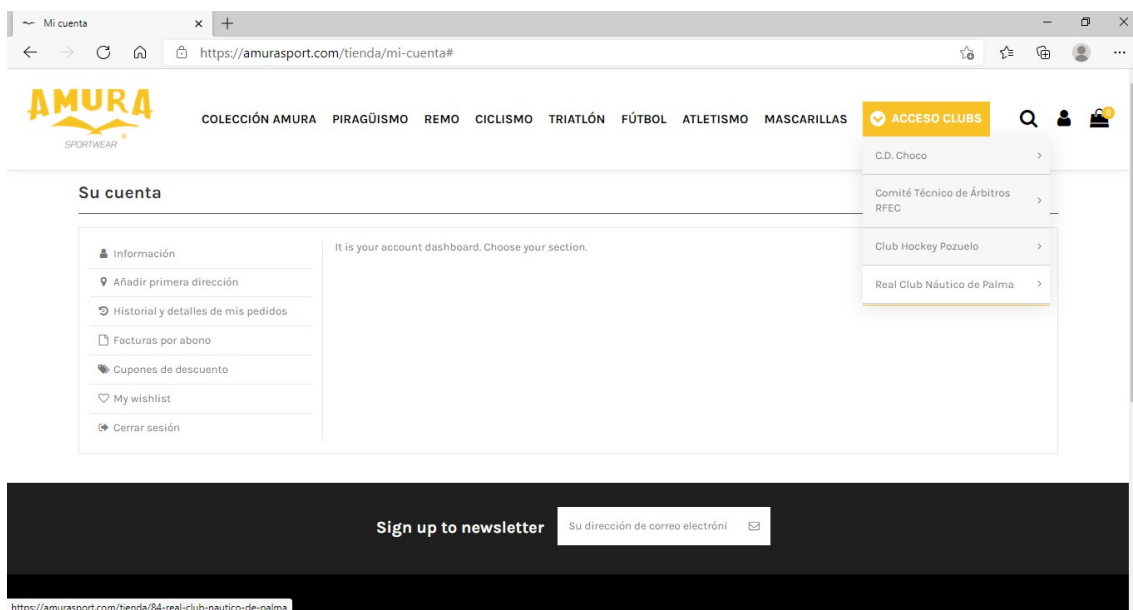 Mi cuenta
https://amurasport.com/tienda/mi-cuenta#
AMURA
SPORTWEAR
®
COLECCIÓN AMURA PIRAGÜISMO REMO CICLISMO TRIATLÓN FÚTBOL ATLETISMO MASCARILLAS ACCESO CLUBS
0
C.D. Choco
Comité Técnico de Árbitros
RFEC
Club Hockey Pozuelo
Real Club Náutico de Palma
Su cuenta
Información
Añadir primera dirección
Historial y detalles de mis pedidos
Facturas por abono
Cupones de descuento
My wishlist
Cerrar sesión
It is your account dashboard. Choose your section.
Sign up to newsletter
Su dirección de correo electróni
https://amurasport.com/tienda/84-real-club-nautico-de-palma